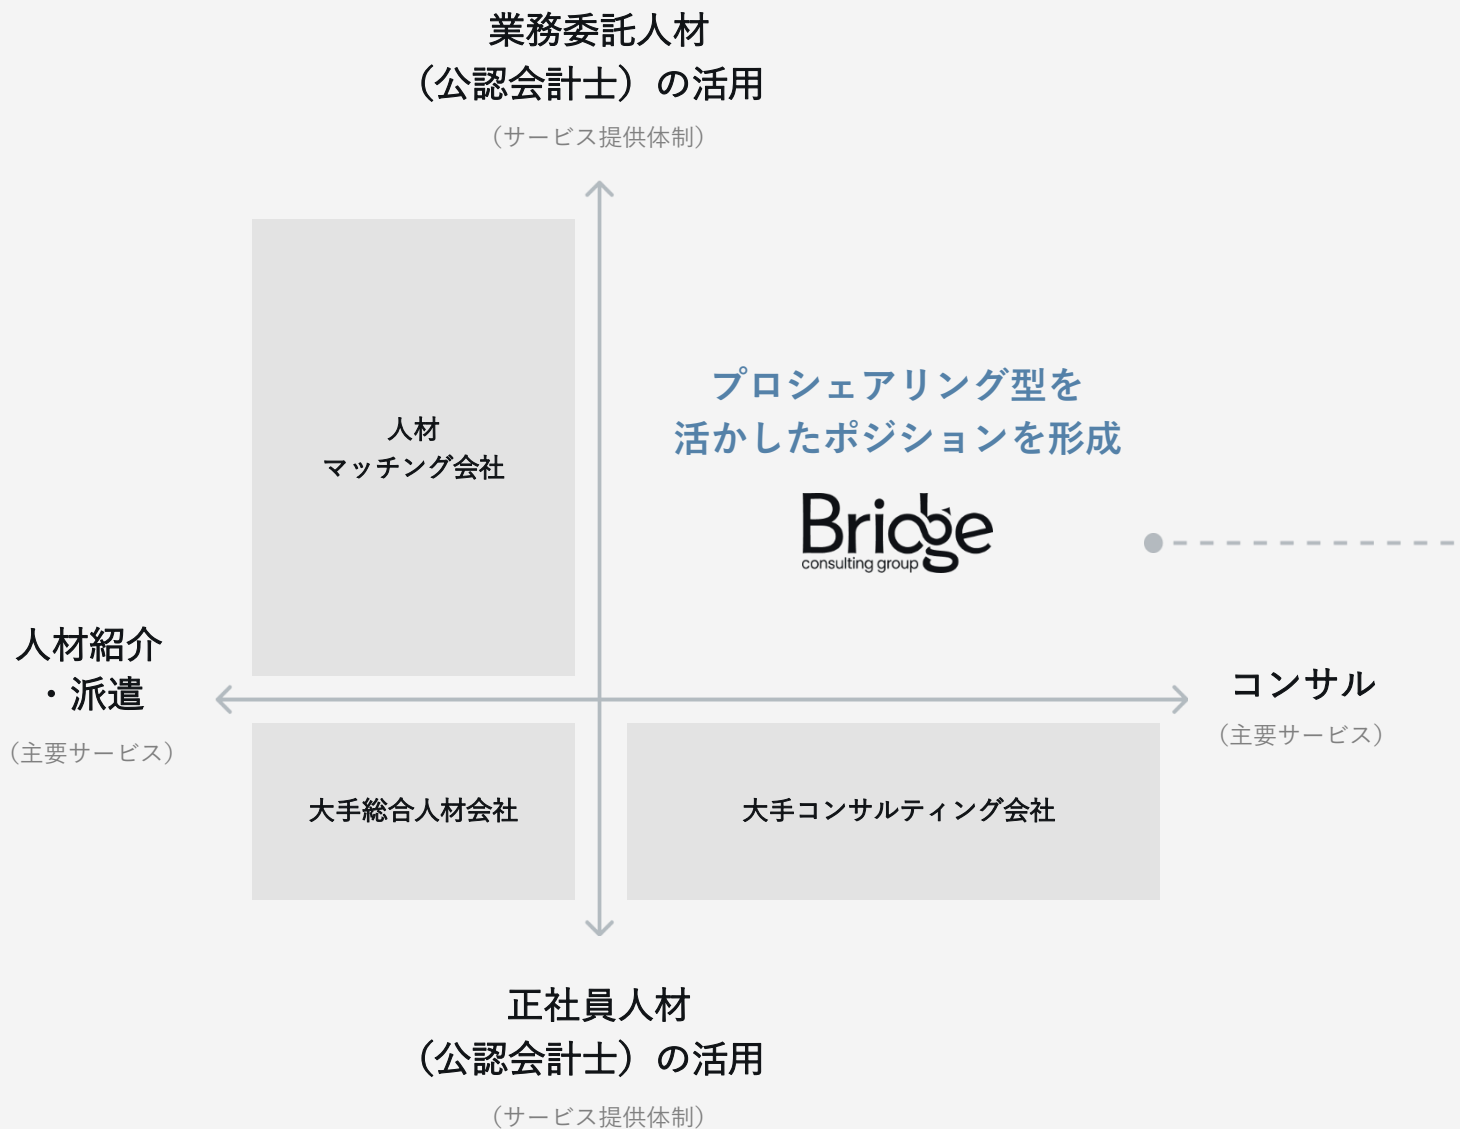 業務委託人材
（公認会計士）の活用
（サービス提供体制）
プロシェアリング型を
活かしたポジションを形成
人材
マッチング会社
Bridge
consulting group
人材紹介
・派遣
（主要サービス）
コンサル
（主要サービス）
大手総合人材会社
大手コンサルティング会社
正社員人材
（公認会計士）の活用
（サービス提供体制）